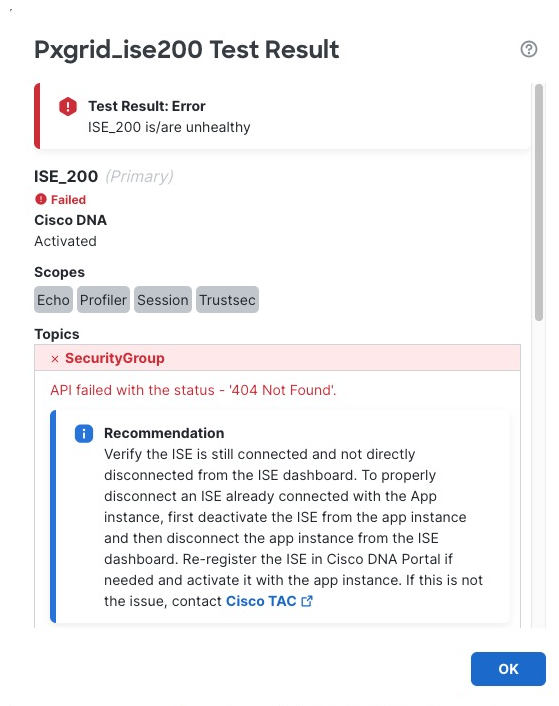 Pxgrid_ise200 Test Result
Test Result: Error
ISE_200 is/are unhealthy
ISE_200 (Primary)
Failed
Cisco DNA
Activated
Scopes
Echo Profiler Session Trustsec
Topics
× SecurityGroup
API failed with the status - '404 Not Found'.
Recommendation
Verify the ISE is still connected and not directly
disconnected from the ISE dashboard. To properly
disconnect an ISE already connected with the App
instance, first deactivate the ISE from the app instance
and then disconnect the app instance from the ISE
dashboard. Re-register the ISE in Cisco DNA Portal if
needed and activate it with the app instance. If this is not
the issue, contact Cisco TAC
OK